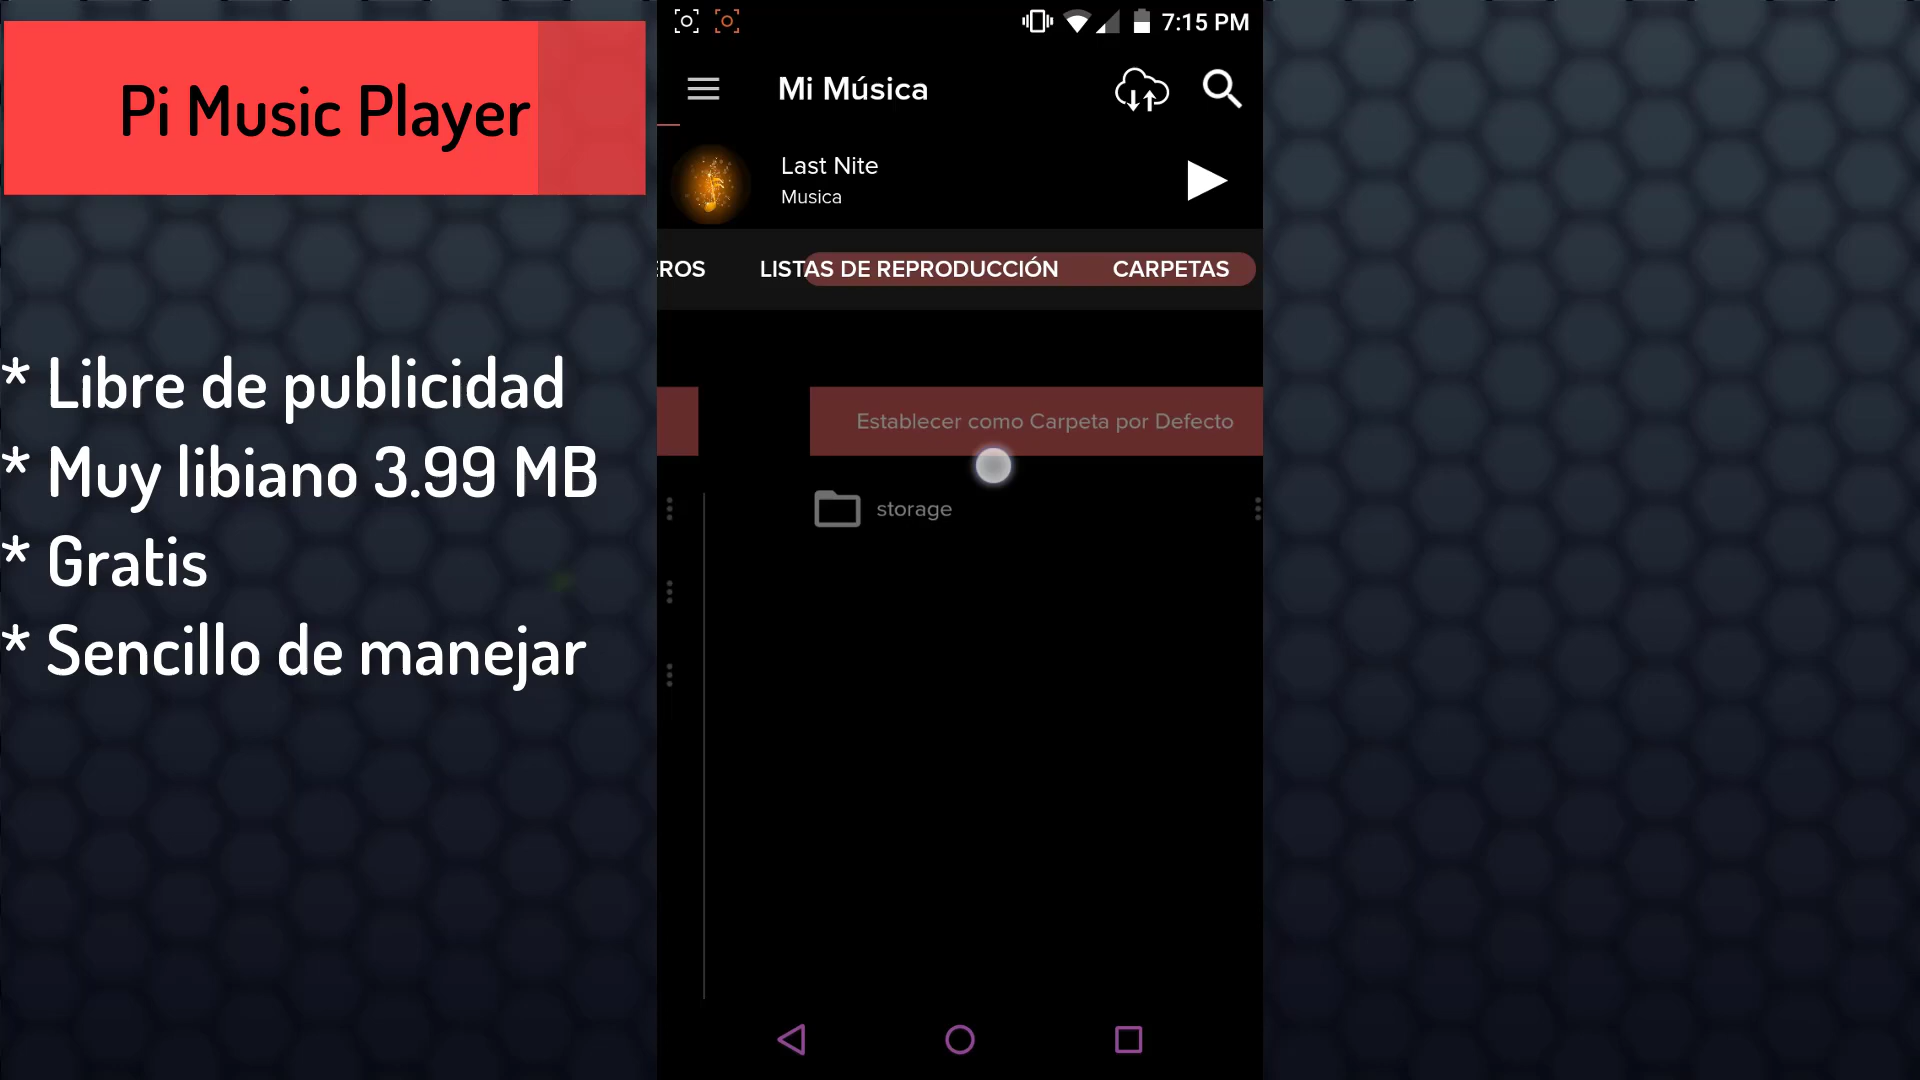 Pi Music Player
* Libre de publicidad
* Muy libiano 3.99 MB
* Gratis
* Sencillo de manejar
7:15 PM
Mi Música
Last Nite
Musica
EROS LISTAS DE REPRODUCCIÓN CARPETAS
Establecer como Carpeta por Defecto
storage